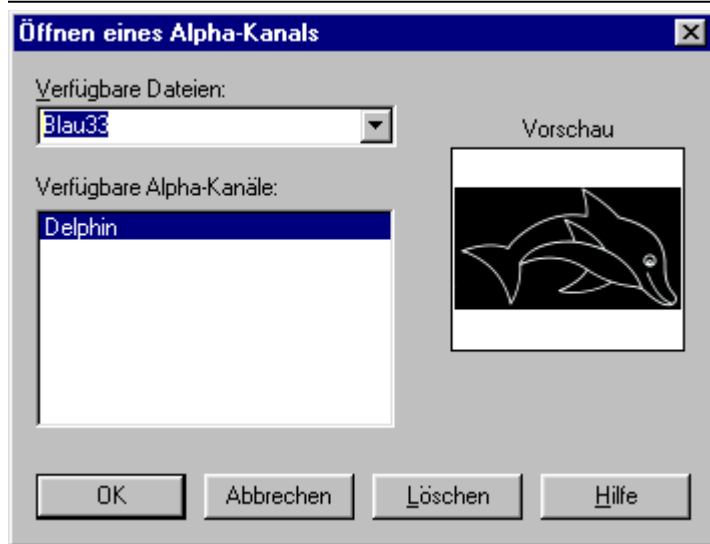 Öffnen eines Alpha-Kanals
Verfügbare Dateien:
Blau33
Vorschau
Verfügbare Alpha-Kanäle:
Delphin
OK Abbrechen Löschen Hilfe